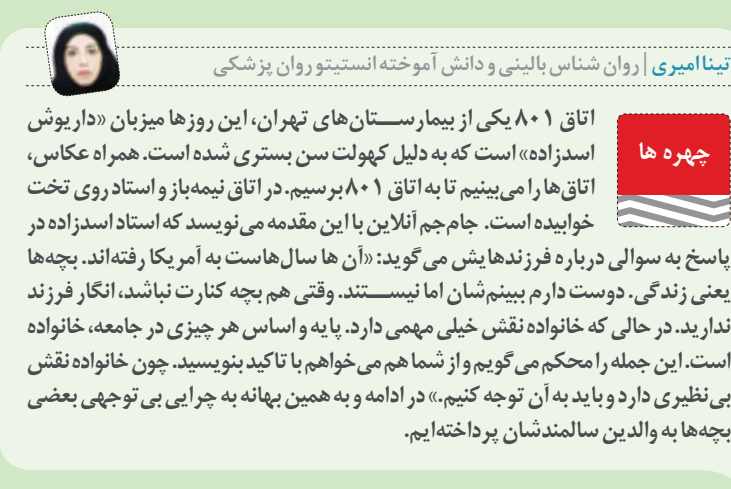 تینا امیری | روان شناس بالینی و دانش آموخته انستیتو روان پزشکی
چهره ها
اتاق ۸۰۱ یکی از بیمارستان‌های تهران، این روزها میزبان «داریوش
اسدزاده» است که به دلیل کهولت سن بستری شده است. همراه عکاس،
اتاق‌ها را می‌بینیم تا به اتاق ۸۰۱ برسیم. در اتاق نیمه‌باز و استاد روی تخت
خوابیده است. جام‌جم آنلاین با این مقدمه می‌نویسد که استاد اسدزاده در
پاسخ به سوالی درباره فرزندهایش می‌گوید: «آن ها سال‌هاست به آمریکا رفته‌اند. بچه‌ها
یعنی زندگی. دوست دارم ببینم‌شان اما نیستند. وقتی هم بچه کنارت نباشد، انگار فرزند
ندارید. در حالی که خانواده نقش خیلی مهمی دارد. پایه و اساس هر چیزی در جامعه، خانواده
است. این جمله را محکم می‌گویم و از شما هم می‌خواهم با تاکید بنویسید. چون خانواده نقش
بی‌نظیری دارد و باید به آن توجه کنیم.» در ادامه و به همین بهانه به چرایی بی توجهی بعضی
بچه‌ها به والدین سالمندشان پرداخته‌ایم.